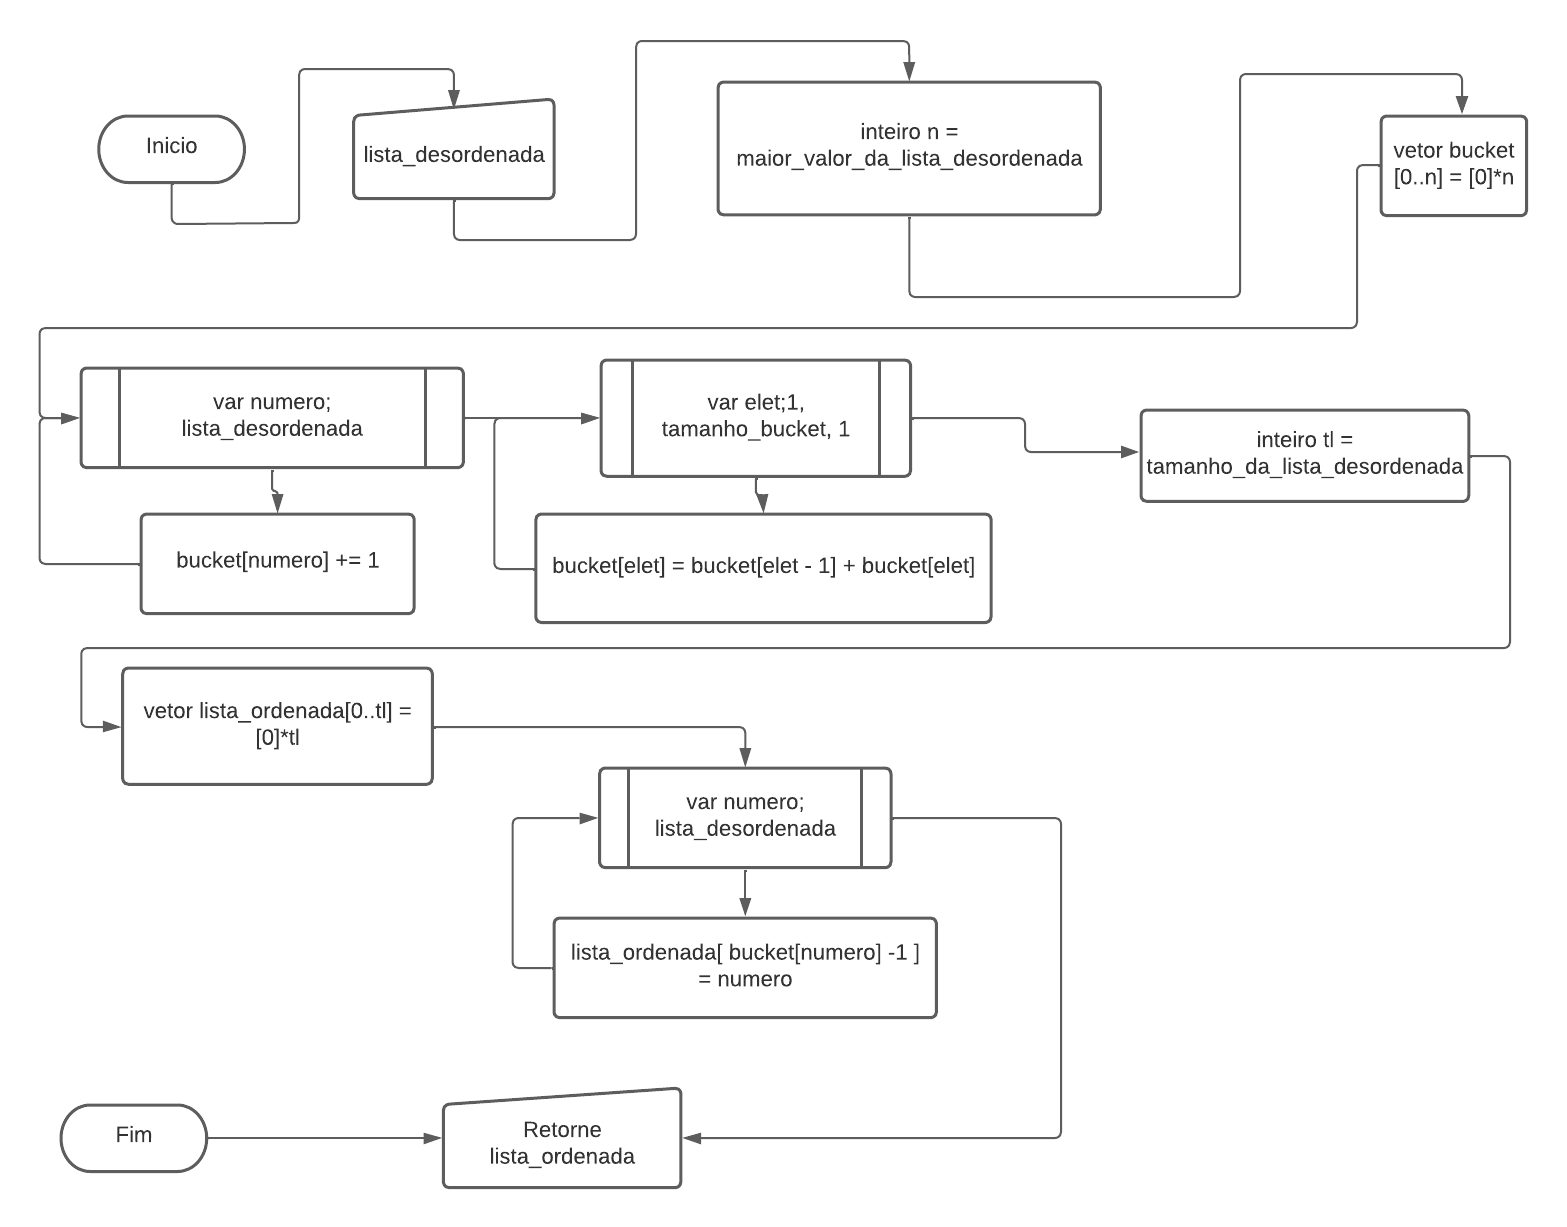 Inicio
lista_desordenada
inteiro n =
maior_valor_da_lista_desordenada
vetor bucket
[0..n] = [0]*n
var numero;
lista_desordenada
var elet;1,
tamanho_bucket, 1
inteiro tl =
tamanho_da_lista_desordenada
bucket[numero] += 1
bucket[elet] = bucket[elet - 1] + bucket[elet]
vetor lista_ordenada[0..tl] =
[0]*tl
var numero;
lista_desordenada
lista_ordenada[ bucket[numero] -1 ]
= numero
Fim
Retorne
lista_ordenada